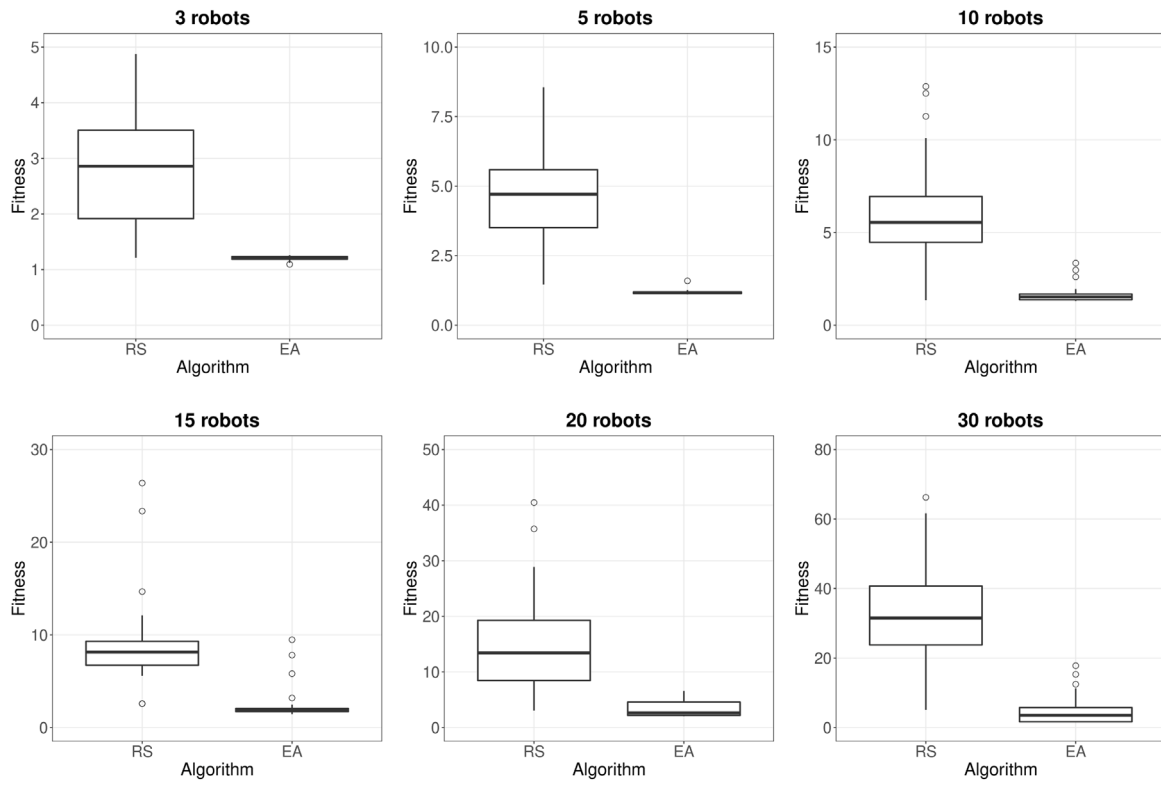 3 robots
5
4
3
2
1
0
Fitness
RS
EA
Algorithm
5 robots
10.0
7.5
5.0
2.5
0.0
Fitness
RS
EA
Algorithm
10 robots
15
10
5
0
Fitness
RS
EA
Algorithm
15 robots
30
20
10
0
Fitness
RS
EA
Algorithm
20 robots
50
40
30
20
10
0
Fitness
RS
EA
Algorithm
30 robots
80
60
40
20
0
Fitness
RS
EA
Algorithm